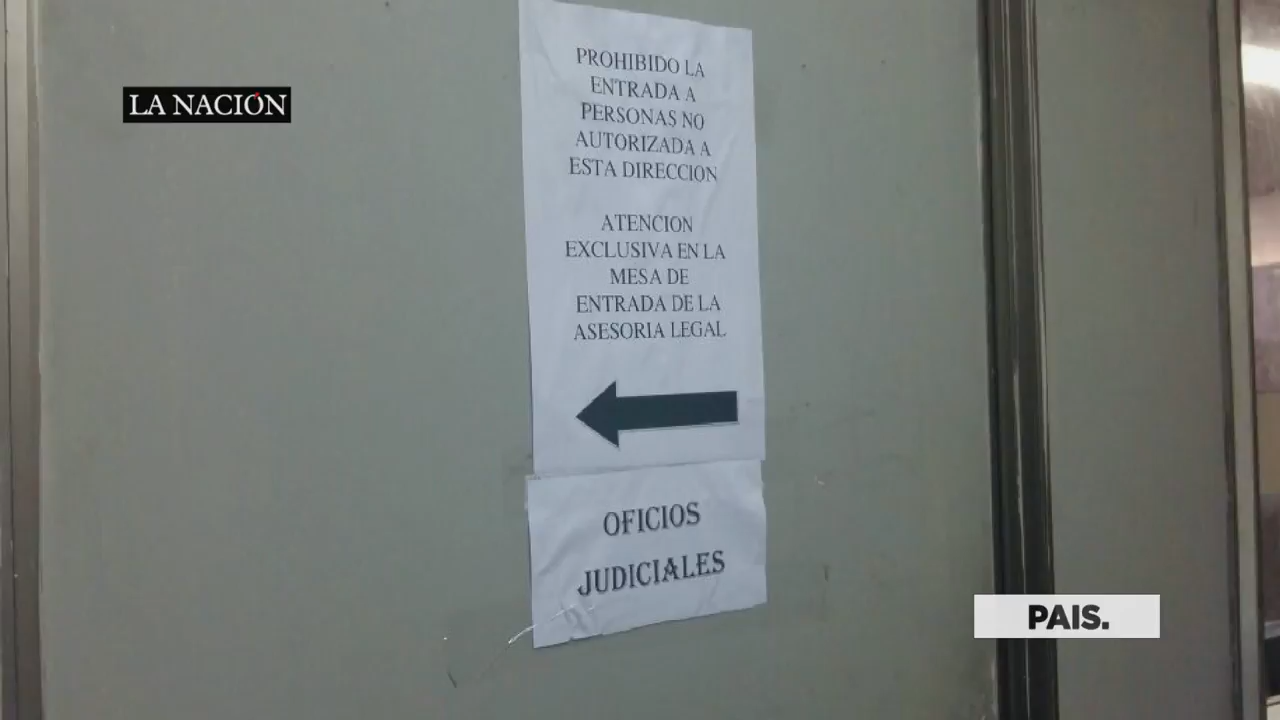 LA NACIÓN
PROHIBIDO LA
ENTRADA A
PERSONAS NO
AUTORIZADA A
ESTA DIRECCION
ATENCION
EXCLUSIVA EN LA
MESA DE
ENTRADA DE LA
ASESORIA LEGAL
OFICIOS
JUDICIALES
PAIS.